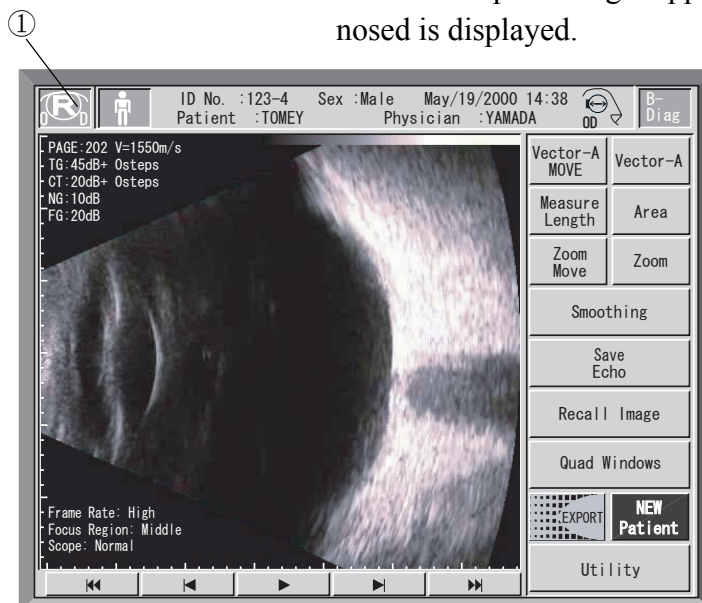 nosed is displayed.
①
O R D
ID No. :123-4 Sex :Male May/19/2000 14:38
Patient :TOMEY Physician :YAMADA
OD
B-
Diag
PAGE:202 V=1550m/s
TG:45dB+ 0steps
CT:20dB+ 0steps
NG:10dB
FG:20dB
Frame Rate: High
Focus Region: Middle
Scope: Normal
Vector-A
MOVE
Vector-A
Measure
Length
Area
Zoom
Move
Zoom
Smoothing
Save
Echo
Recall Image
Quad Windows
EXPORT
NEW
Patient
Utility